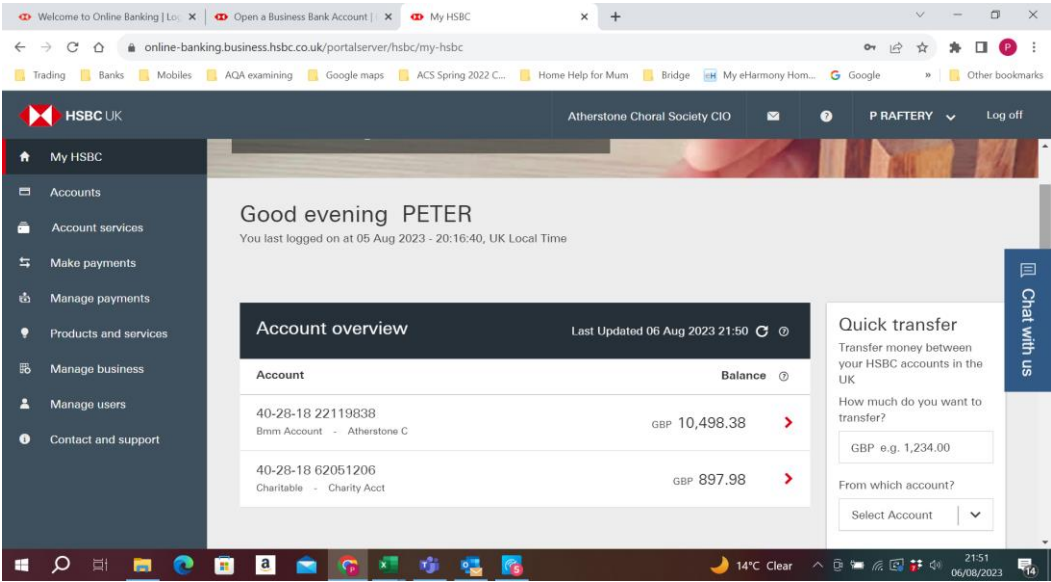 Welcome to Online Banking | Log
Open a Business Bank Account |
My HSBC
online-banking.business.hsbc.co.uk/portalserver/hsbc/my-hsbc
Trading
Banks
Mobiles
AQA examining
Google maps
ACS Spring 2022 C...
Home Help for Mum
Bridge
eH My eHarmony Hom...
Google
»
Other bookmarks
HSBC UK
Atherstone Choral Society CIO
P RAFTERY
Log off
My HSBC
Accounts
Account services
Make payments
Manage payments
Products and services
Manage business
Manage users
Contact and support
Good evening PETER
You last logged on at 05 Aug 2023 - 20:16:40, UK Local Time
Account overview
Last Updated 06 Aug 2023 21:50
Account
Balance
40-28-18 22119838
Bmm Account - Atherstone C
GBP 10,498.38
40-28-18 62051206
Charitable - Charity Acct
GBP 897.98
Quick transfer
Transfer money between
your HSBC accounts in the
UK
How much do you want to
transfer?
GBP e.g. 1,234.00
From which account?
Select Account
Chat with us
14°C Clear
21:51
06/08/2023
14